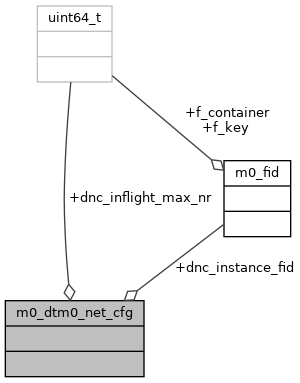 uint64_t
+f_container
+f_key
m0_fid
+dnc_inflight_max_nr
+dnc_instance_fid
m0_dtm0_net_cfg